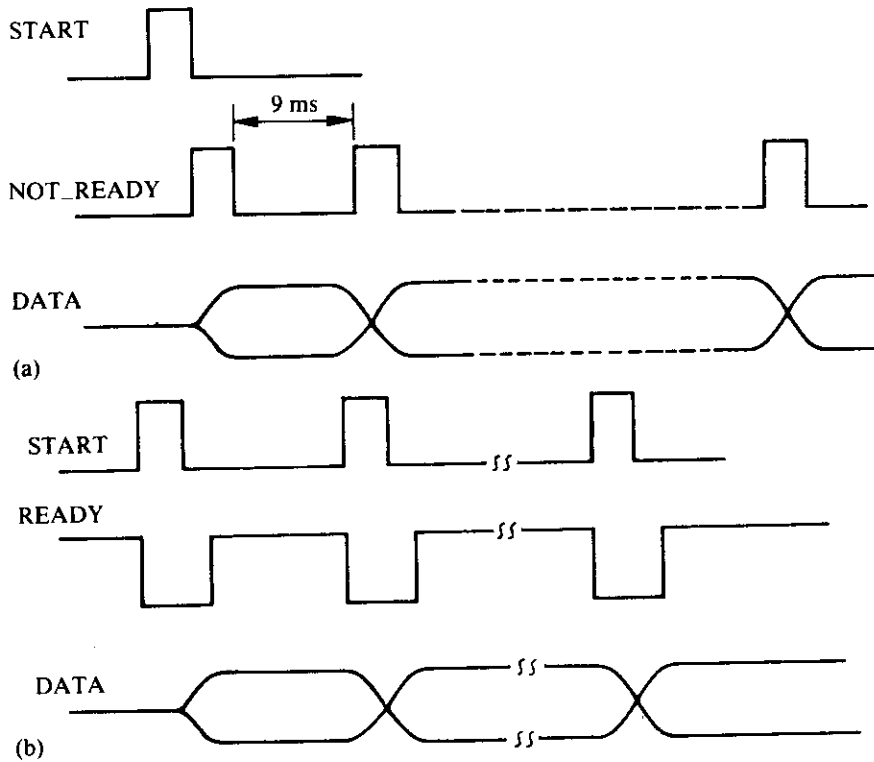 START
9 ms
NOT_READY
DATA
(a)
START
READY
DATA
(b)